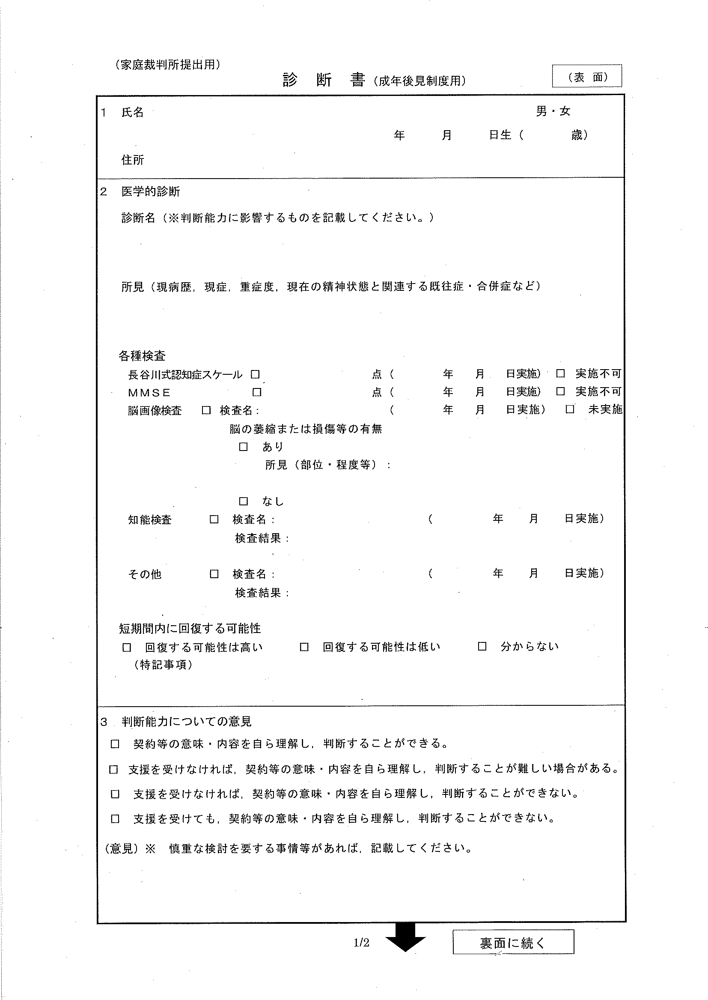 （家庭裁判所提出用）
診 断 書（成年後見制度用）
（表 面）
1 氏名 男・女
年 月 日生（ 歳）
住所
2 医学的診断
診断名（※判断能力に影響するものを記載してください。）
所見（現病歴，現症，重症度，現在の精神状態と関連する既往症・合併症など）
各種検査
長谷川式認知症スケール □ 点（ 年 月 日実施） □ 実施不可
ＭＭＳＥ □ 点（ 年 月 日実施） □ 実施不可
脳画像検査 □ 検査名： （ 年 月 日実施） □ 未実施
脳の萎縮または損傷等の有無
□ あり
所見（部位・程度等）：
□ なし
知能検査 □ 検査名： （ 年 月 日実施）
検査結果：
その他 □ 検査名： （ 年 月 日実施）
検査結果：
短期間内に回復する可能性
□ 回復する可能性は高い □ 回復する可能性は低い □ 分からない
（特記事項）
3 判断能力についての意見
□ 契約等の意味・内容を自ら理解し，判断することができる。
□ 支援を受けなければ，契約等の意味・内容を自ら理解し，判断することが難しい場合がある。
□ 支援を受けなければ，契約等の意味・内容を自ら理解し，判断することができない。
□ 支援を受けても，契約等の意味・内容を自ら理解し，判断することができない。
（意見）※ 慎重な検討を要する事情等があれば，記載してください。
1/2
裏面に続く